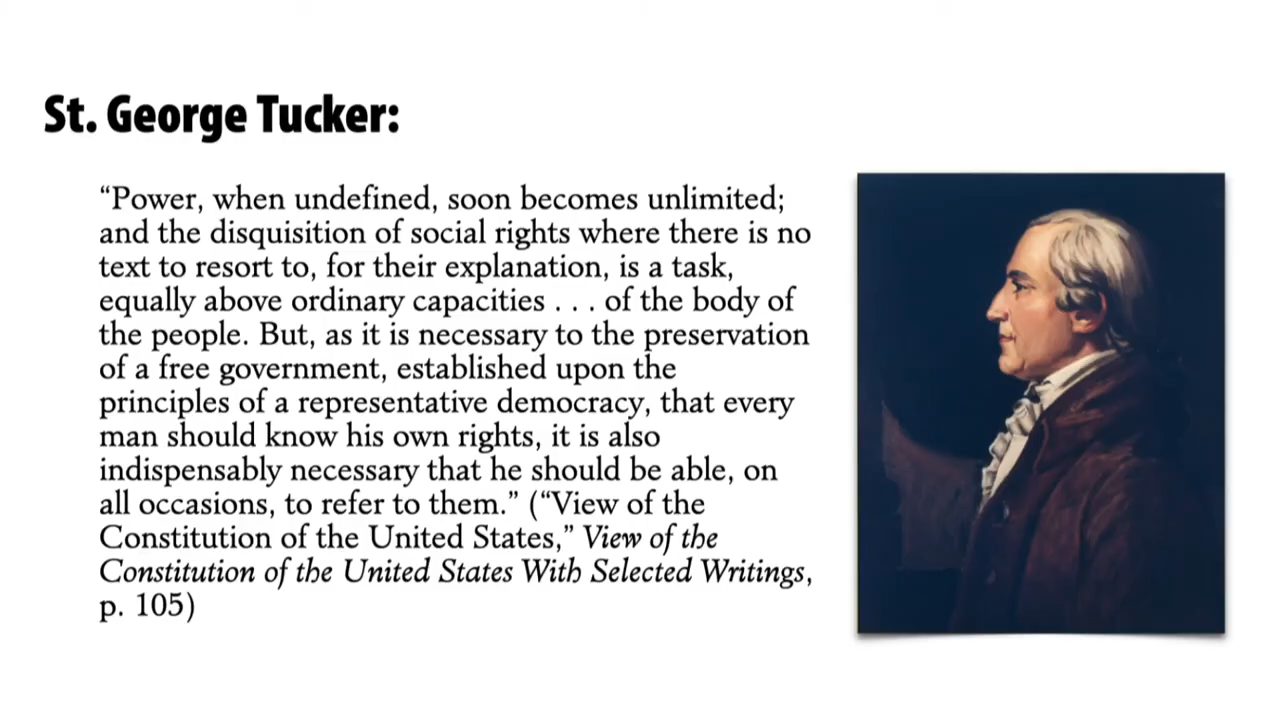 St. George Tucker:
“Power, when undefined, soon becomes unlimited;
and the disquisition of social rights where there is no
text to resort to, for their explanation, is a task,
equally above ordinary capacities . . . of the body of
the people. But, as it is necessary to the preservation
of a free government, established upon the
principles of a representative democracy, that every
man should know his own rights, it is also
indispensably necessary that he should be able, on
all occasions, to refer to them.” (“View of the
Constitution of the United States,” View of the
Constitution of the United States With Selected Writings,
p. 105)